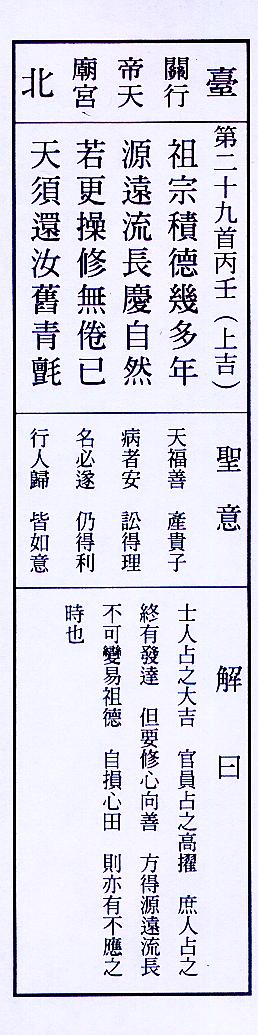 臺北
關行
帝天
廟宮
第二十九首丙壬（上吉）
祖宗積德幾多年
源遠流長慶自然
若更操修無倦已
天須還汝舊青氈
聖意
天福善　產貴子
病者安　訟得理
名必遂　仍得利
行人歸　皆如意
解曰
士人占之大吉　官員占之高擢　庶人占之
終有發達　但要修心向善　方得源遠流長
不可變易祖德　自損心田　則亦有不應之
時也